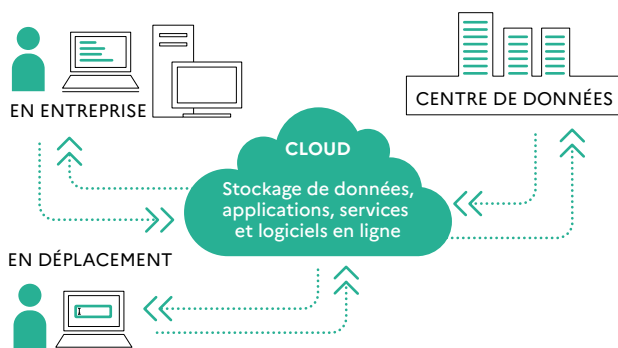 EN ENTREPRISE
CENTRE DE DONNÉES
CLOUD
Stockage de données,
applications, services
et logiciels en ligne
EN DÉPLACEMENT